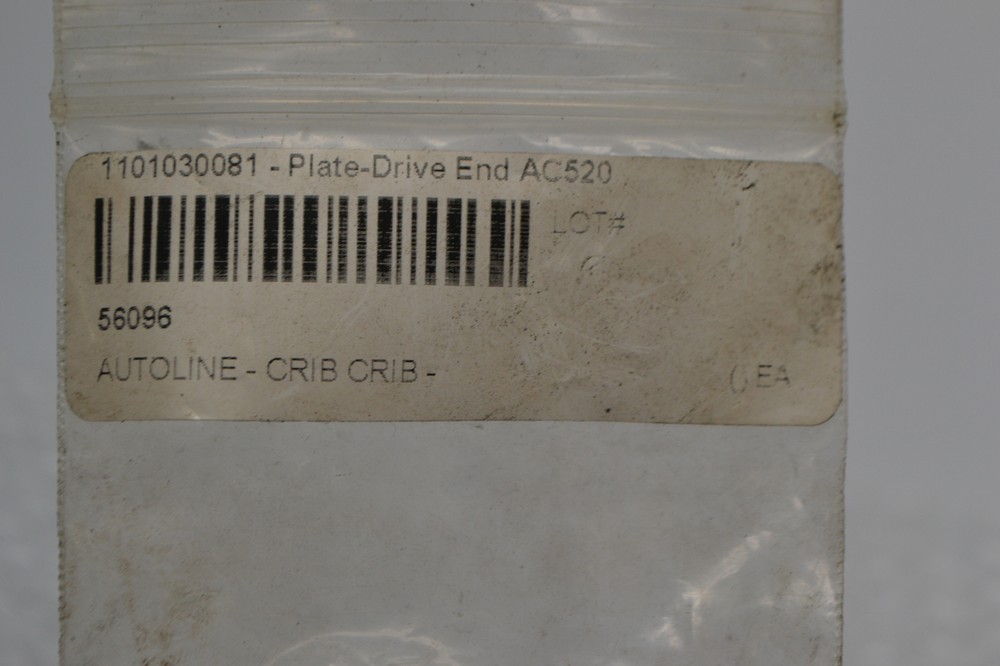 1101030081 - Plate-Drive End AC520
LOT#
56096
AUTOLINE - CRIB CRIB -
EA